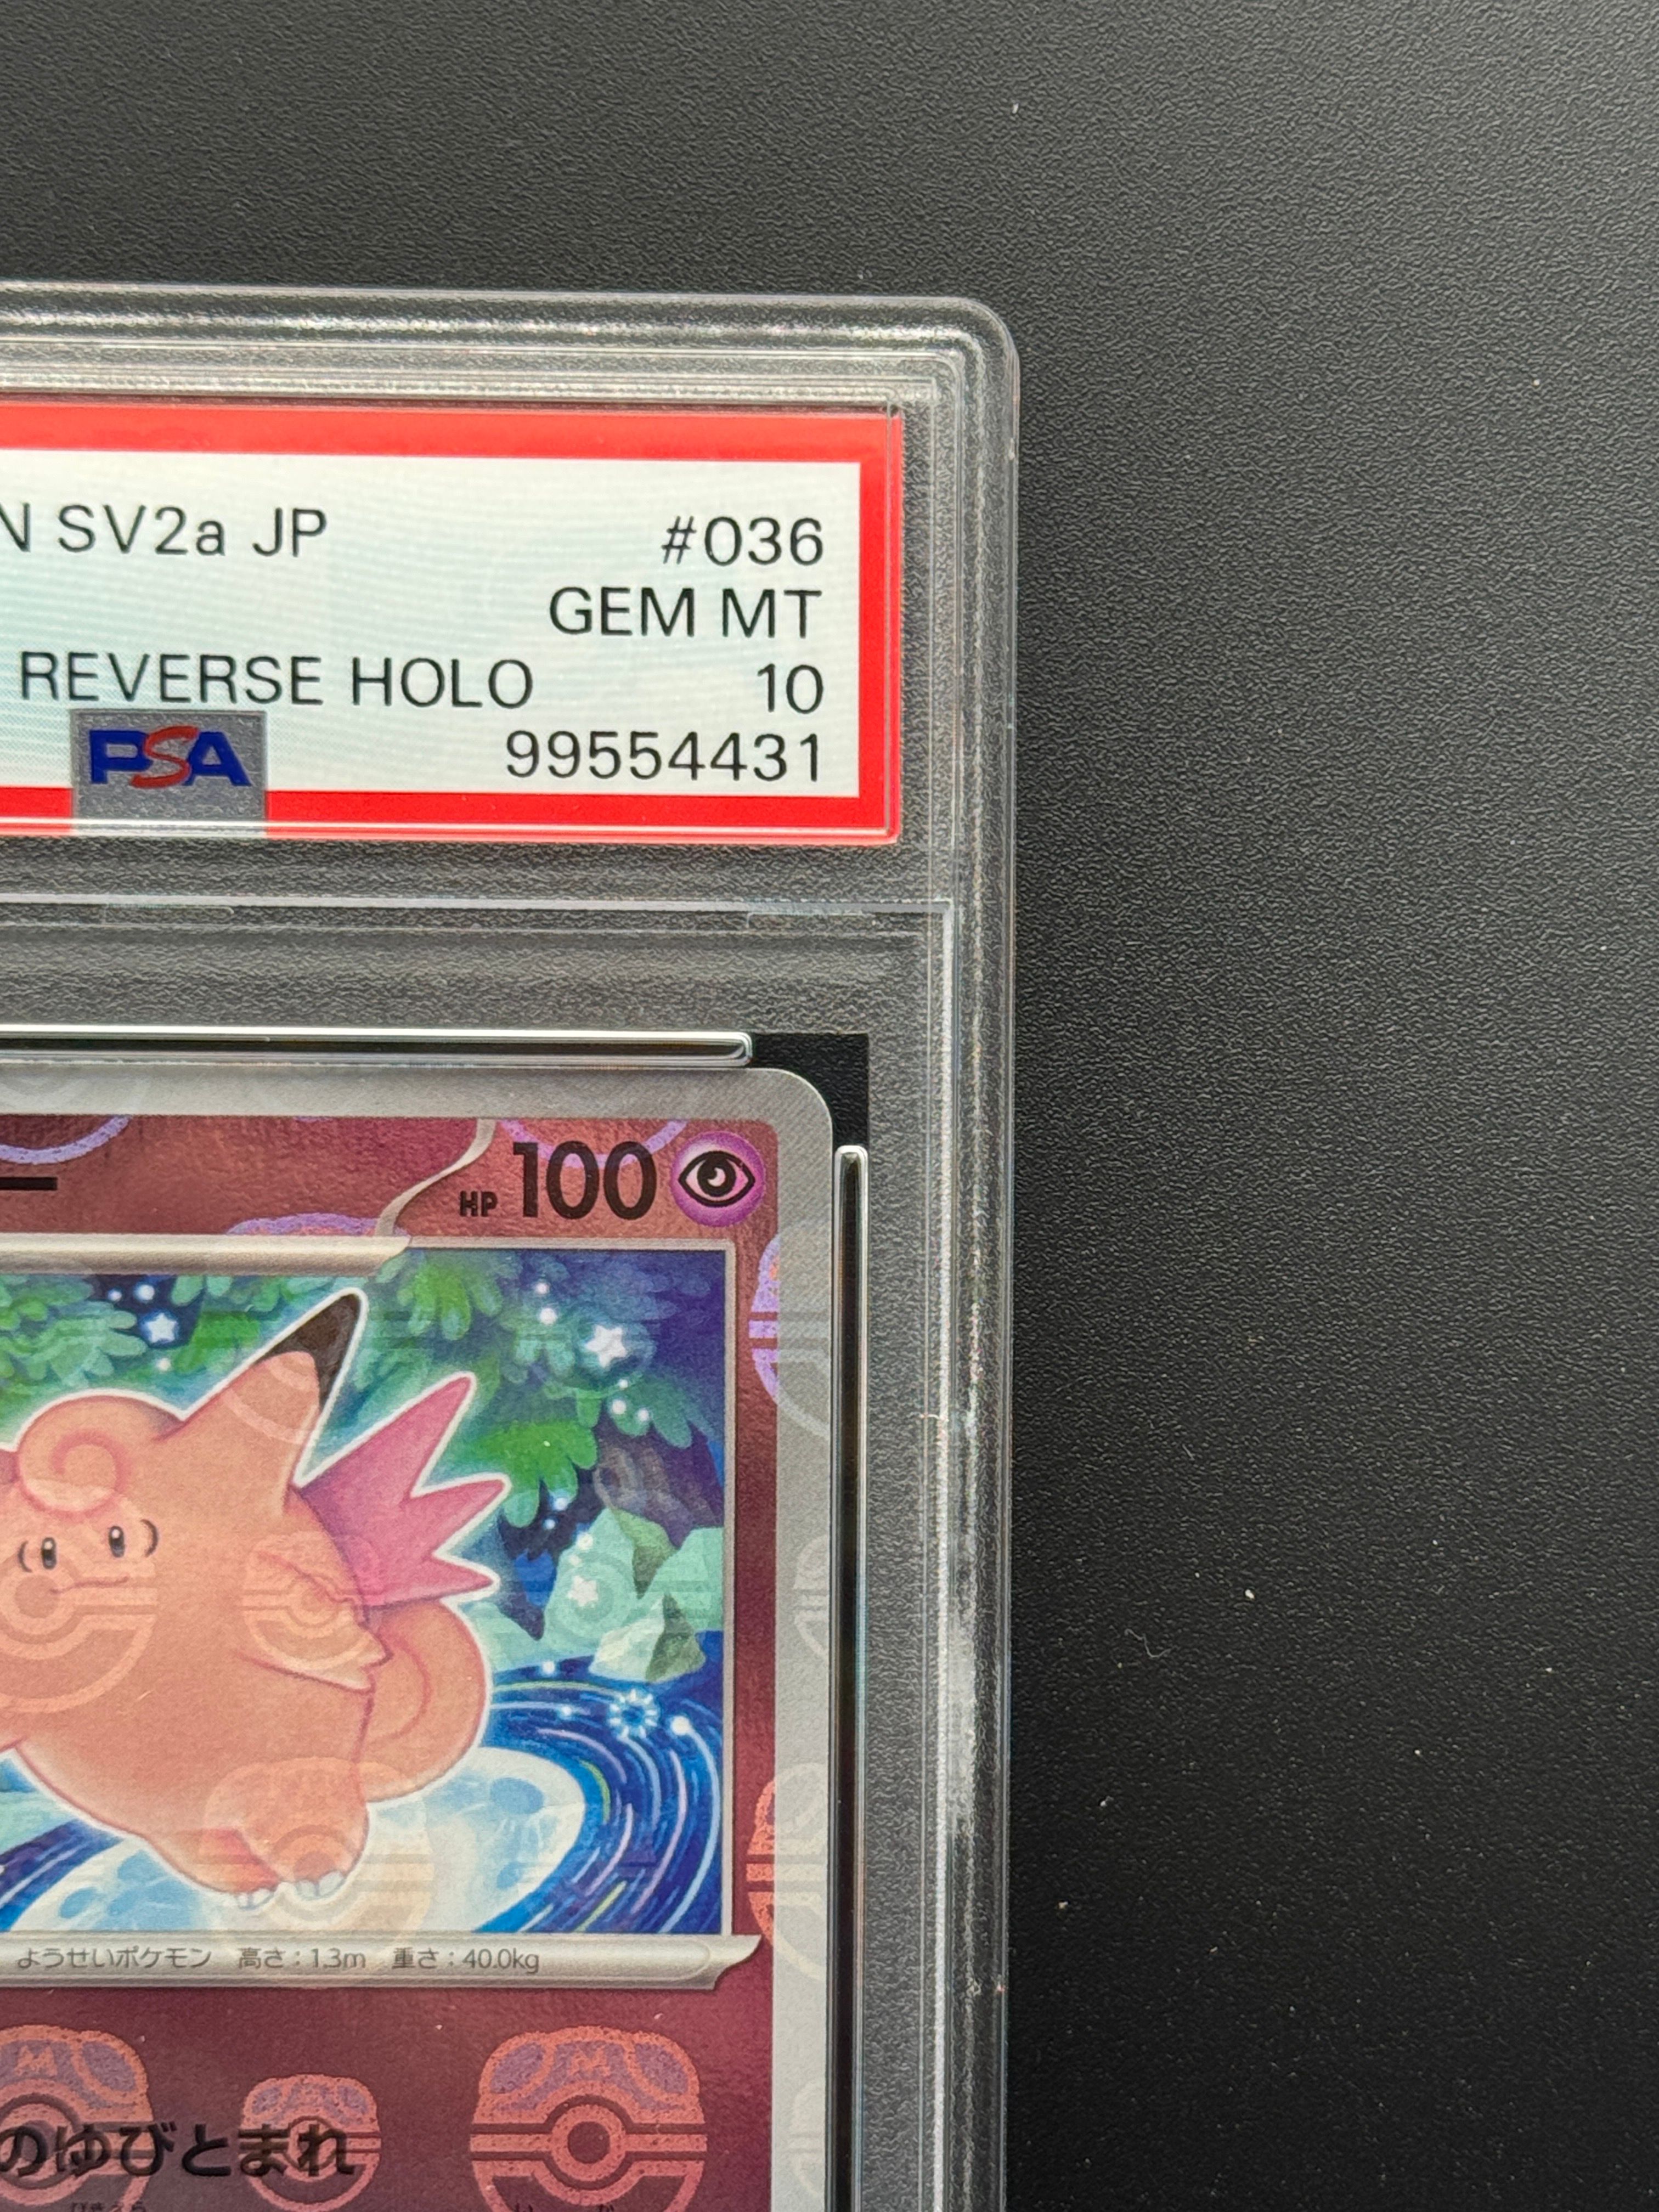 N SV2a JP #036
GEM MT
REVERSE HOLO 10
PSA 99554431
HP 100
ようせいポケモン 高さ:1.3m 重さ:40.0kg
M M M
のゆびとまれ